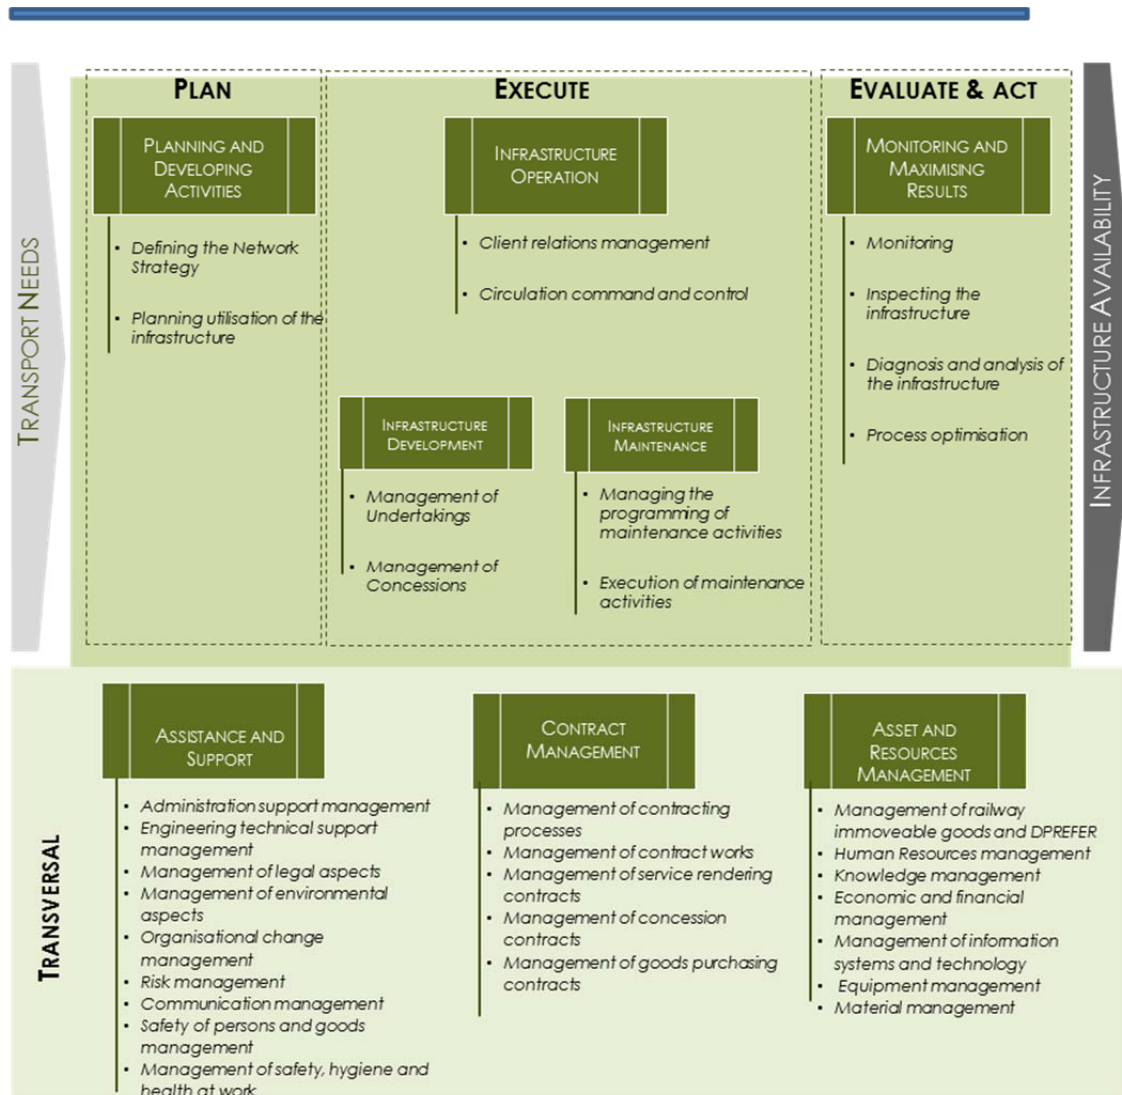 TRANSPORT NEEDS
PLAN
PLANNING AND
DEVELOPING
ACTIVITIES
• Defining the Network
Strategy
• Planning utilisation of the
infrastructure
EXECUTE
INFRASTRUCTURE
OPERATION
• Client relations management
• Circulation command and control
INFRASTRUCTURE
DEVELOPMENT
• Management of
Undertakings
• Management of
Concessions
INFRASTRUCTURE
MAINTENANCE
• Managing the
programming of
maintenance activities
• Execution of maintenance
activities
EVALUATE & ACT
MONITORING AND
MAXIMISING
RESULTS
• Monitoring
• Inspecting the
infrastructure
• Diagnosis and analysis of
the infrastructure
• Process optimisation
INFRASTRUCTURE AVAILABILITY
TRANSVERSAL
ASSISTANCE AND
SUPPORT
• Administration support management
• Engineering technical support
management
• Management of legal aspects
• Management of environmental
aspects
• Organisational change
management
• Risk management
• Communication management
• Safety of persons and goods
management
• Management of safety, hygiene and
health at work
CONTRACT
MANAGEMENT
• Management of contracting
processes
• Management of contract works
• Management of service rendering
contracts
• Management of concession
contracts
• Management of goods purchasing
contracts
ASSET AND
RESOURCES
MANAGEMENT
• Management of railway
immoveable goods and DPREFER
• Human Resources management
• Knowledge management
• Economic and financial
management
• Management of information
systems and technology
• Equipment management
• Material management